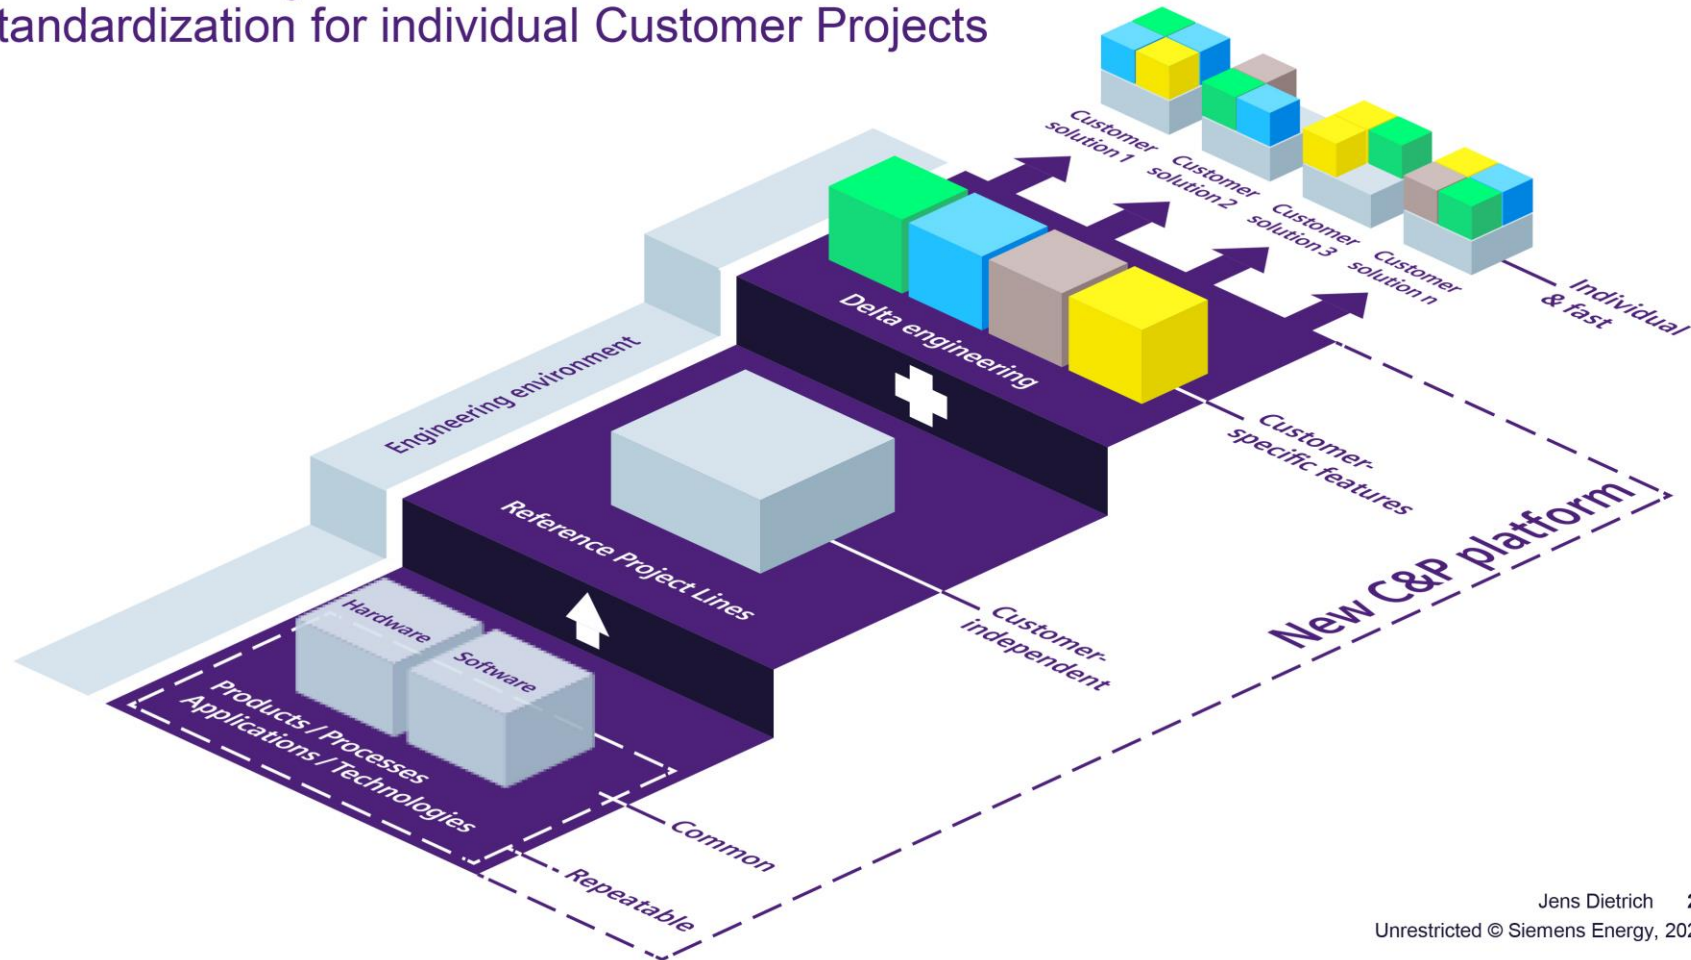 tandardization for individual Customer Projects
Customer
solution 1
Customer
solution 2
Customer
solution 3
Customer
solution n
Individual
& fast
Delta engineering
Engineering environment
Customer-
specific features
Reference Project Lines
New C&P platform
Customer-
independent
Hardware
Software
Products / Processes
Applications / Technologies
Common
Repeatable
Jens Dietrich
Unrestricted © Siemens Energy, 202